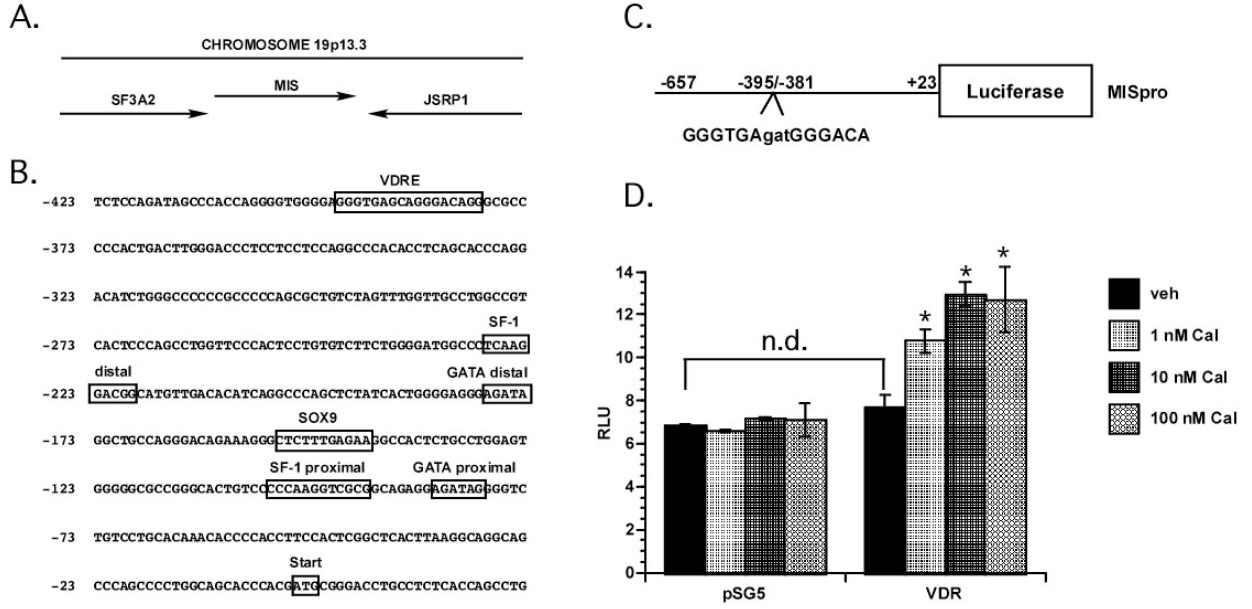 A.
CHROMOSOME 19p13.3
MIS
SF3A2 JSRP1
B.
VDRE
-423 TCTCCAGATAGCCCACCAGGGGTGGGGAGGGTGAGCAGGGACAGGGCGCC
-373 CCCACTGACTTGGGACCCTCCTCCTCCAGGCCCACACCTCAGCACCCAGG
-323 ACATCTGGGCCCCCCGCCCCCAGCGCTGTCTAGTTTGGTTGCCTGGCCGT
SF-1
-273 CACTCCCAGCCTGGTTCCCACTCCTGTGTCTTCTGGGGATGGCCCTCAAG
distal GATA distal
-223 GACGGCATGTTGACACATCAGGCCCAGCTCTATCACTGGGGAGGGAGATA
SOX9
-173 GGCTGCCAGGGACAGAAAGGGCTCTTTGAGAAGGCCACTCTGCCTGGAGT
SF-1 proximal GATA proximal
-123 GGGGGCGCCGGGCACTGTCCCCCAAGGTCGCGGCAGAGGAGATAGGGGTC
-73 TGTCCTGCACAAACACCCCACCTTCCACTCGGCTCACTTAAGGCAGGCAG
Start
-23 CCCAGCCCCTGGCAGCACCCACGATGCGGGACCTGCCTCTCACCAGCCTG
C.
-657 -395/-381 +23 Luciferase MISpro
GGGTGAgatGGGACA
D.
RLU
14
12
10
8
6
4
2
0
n.d.
* * *
pSG5 VDR
veh
1 nM Cal
10 nM Cal
100 nM Cal